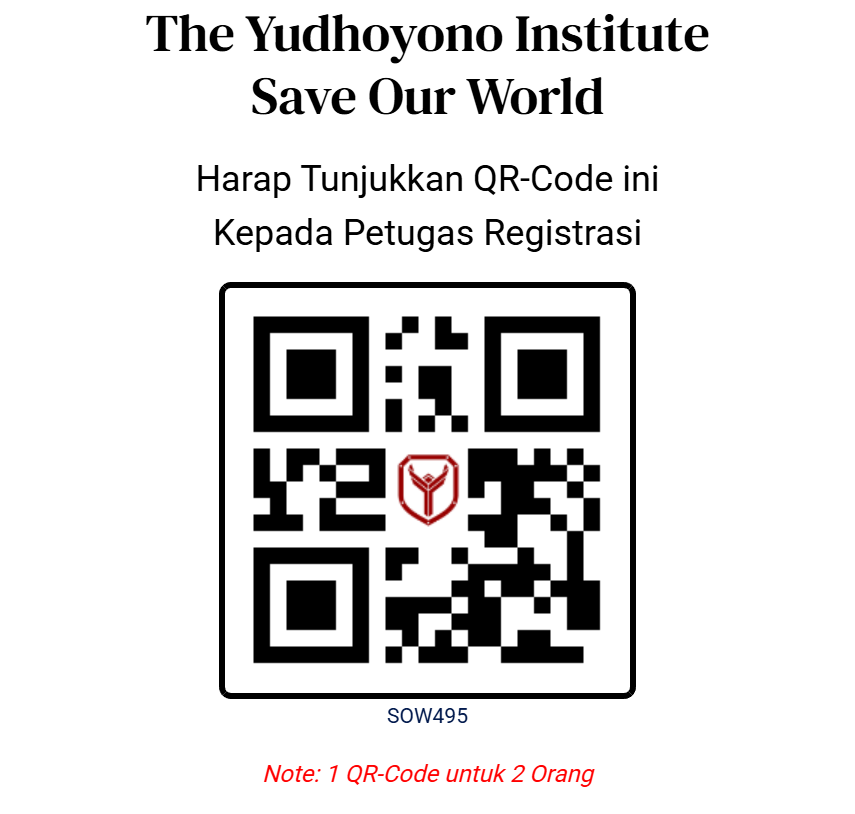 The Yudhoyono Institute
Save Our World
Harap Tunjukkan QR-Code ini
Kepada Petugas Registrasi
SOW495
Note: 1 QR-Code untuk 2 Orang